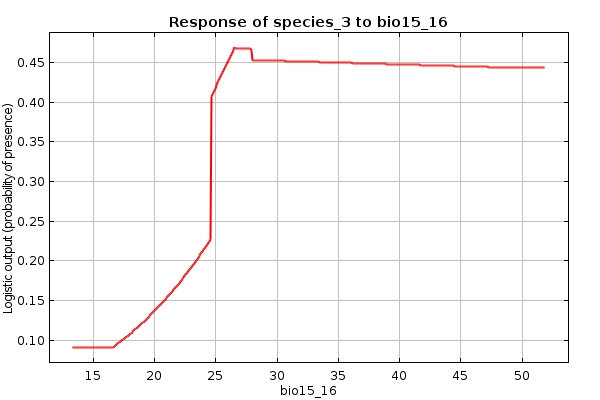 Response of species_3 to bio15_16
Logistic output (probability of presence)
0.45
0.40
0.35
0.30
0.25
0.20
0.15
0.10
15 20 25 30 35 40 45 50
bio15_16